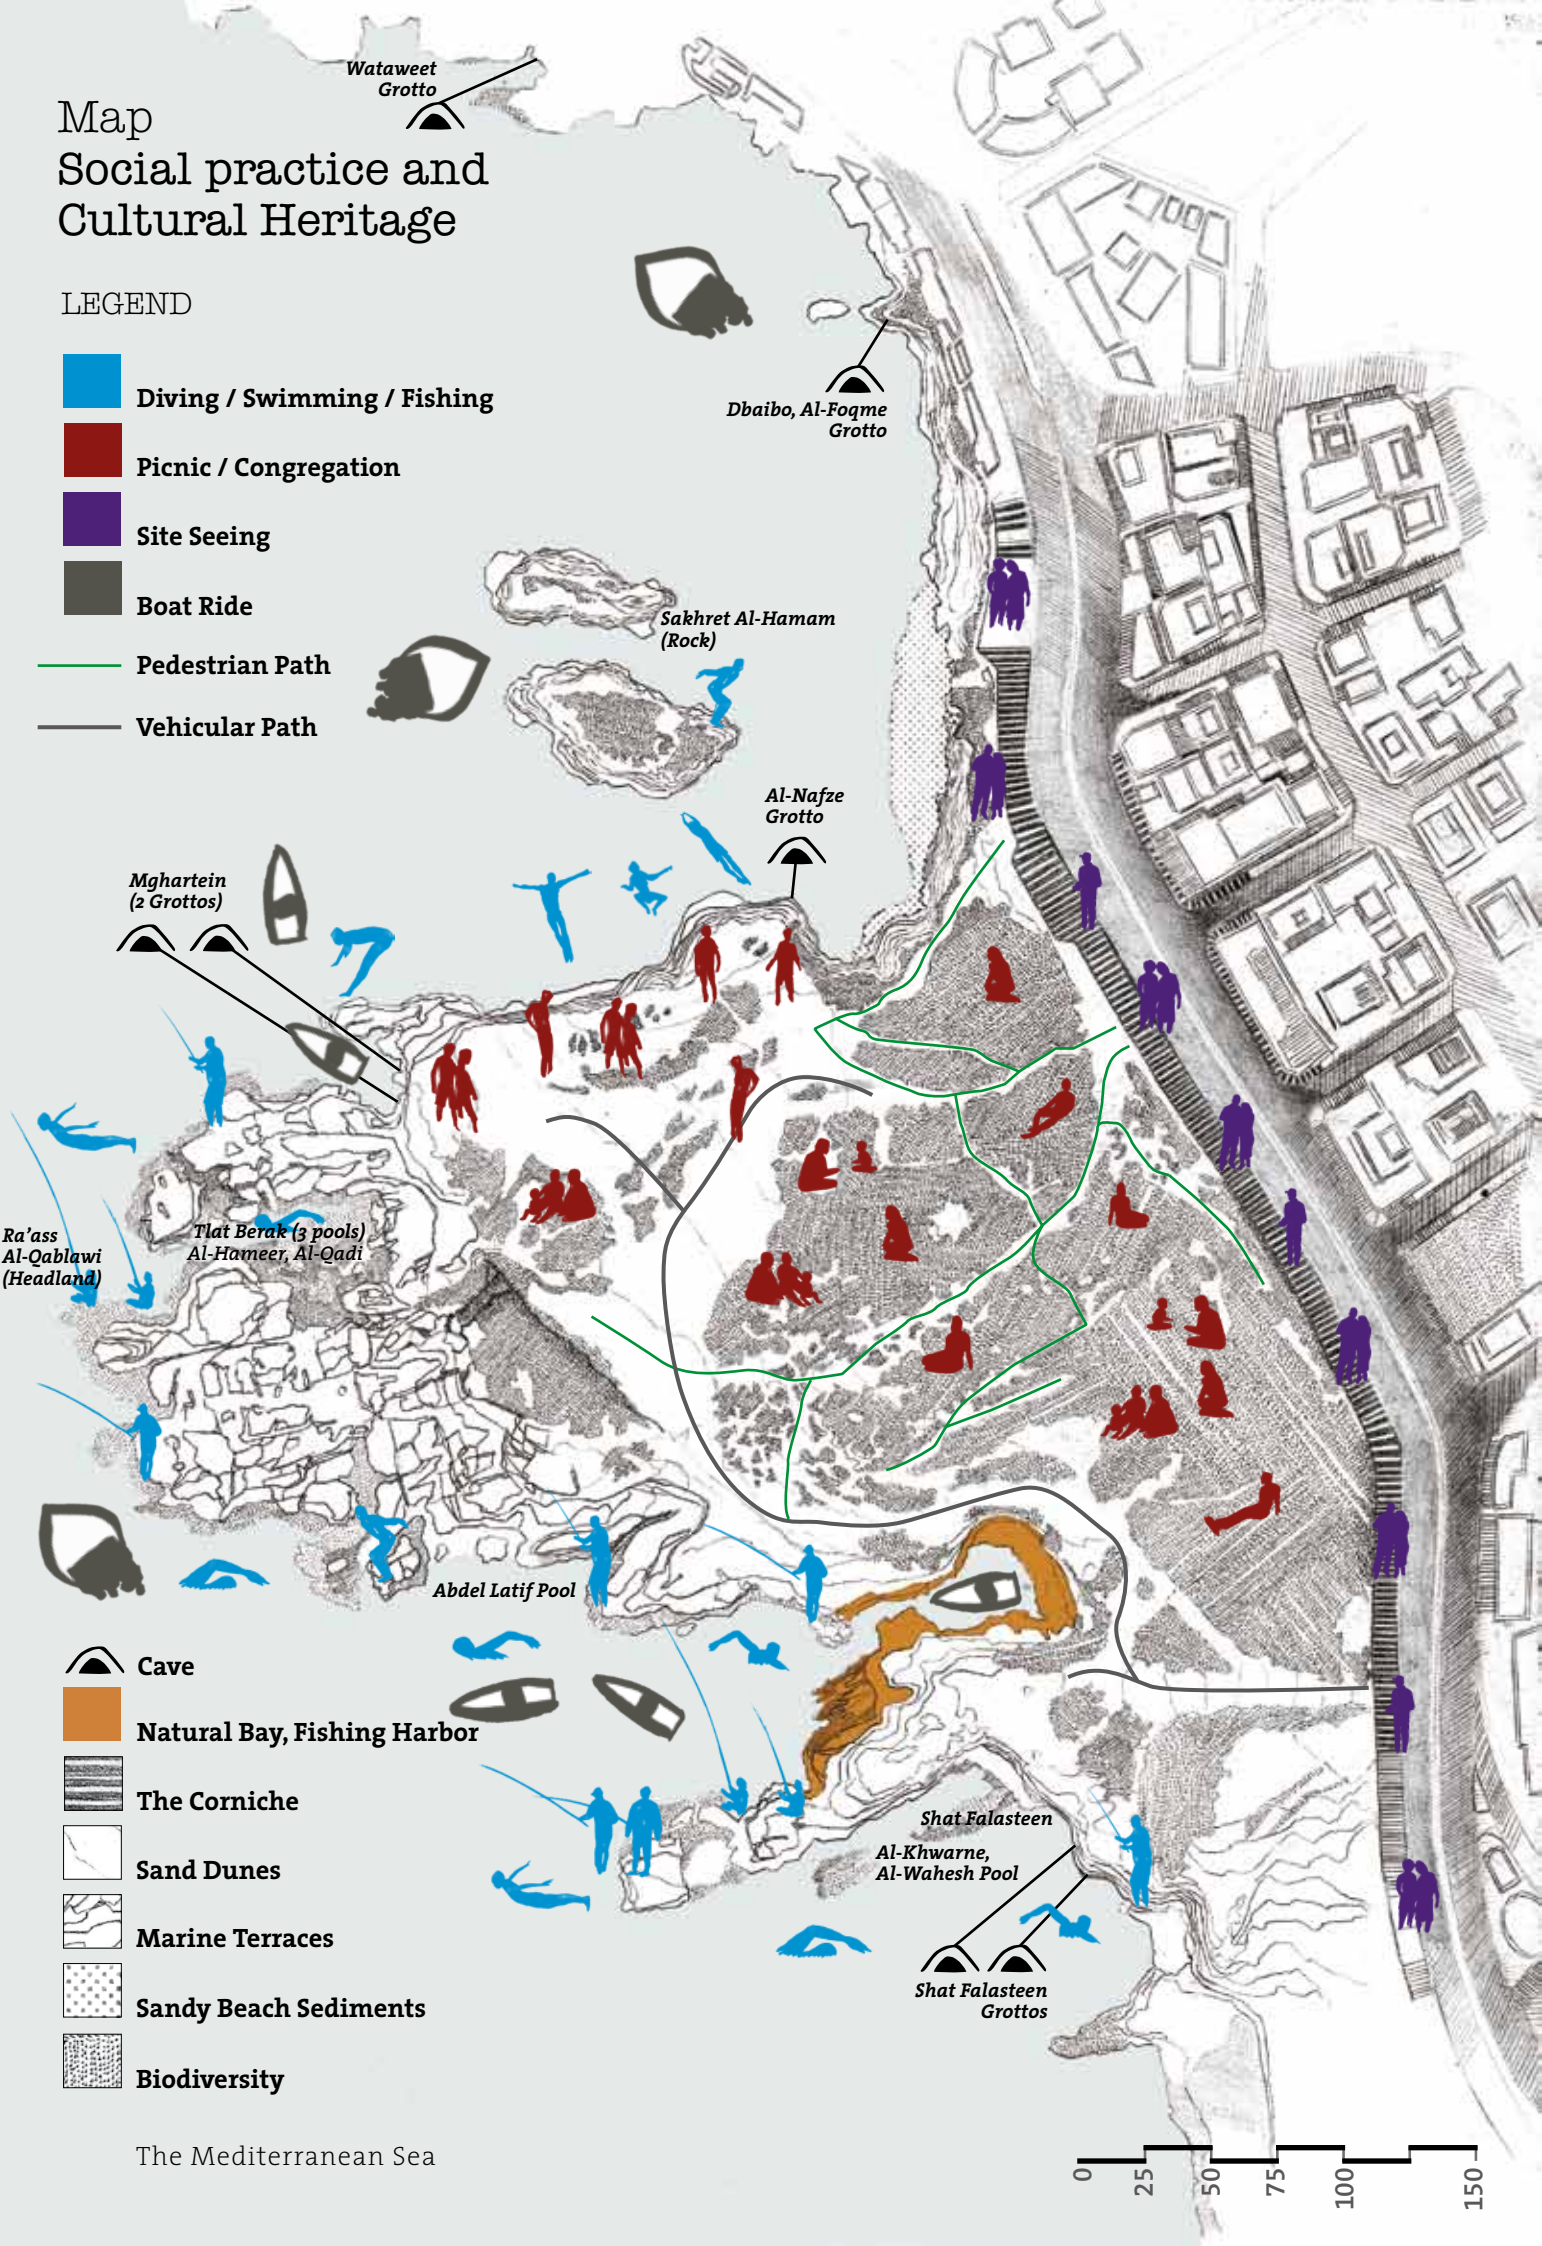 Wataweet
Grotto
Map
Social practice and
Cultural Heritage
LEGEND
Diving / Swimming / Fishing
Picnic / Congregation
Site Seeing
Boat Ride
Pedestrian Path
Vehicular Path
Dbaibo, Al-Foqme
Grotto
Sakhret Al-Hamam
(Rock)
Al-Nafze
Grotto
Mghartein
(2 Grottos)
Ra'ass
Al-Qablawi
(Headland)
Tlat Berak (3 pools)
Al-Hameer, Al-Qadi
Abdel Latif Pool
Cave
Natural Bay, Fishing Harbor
The Corniche
Sand Dunes
Marine Terraces
Sandy Beach Sediments
Biodiversity
Shat Falasteen
Al-Khwarne,
Al-Wahesh Pool
Shat Falasteen
Grottos
The Mediterranean Sea
0
25
50
75
100
150